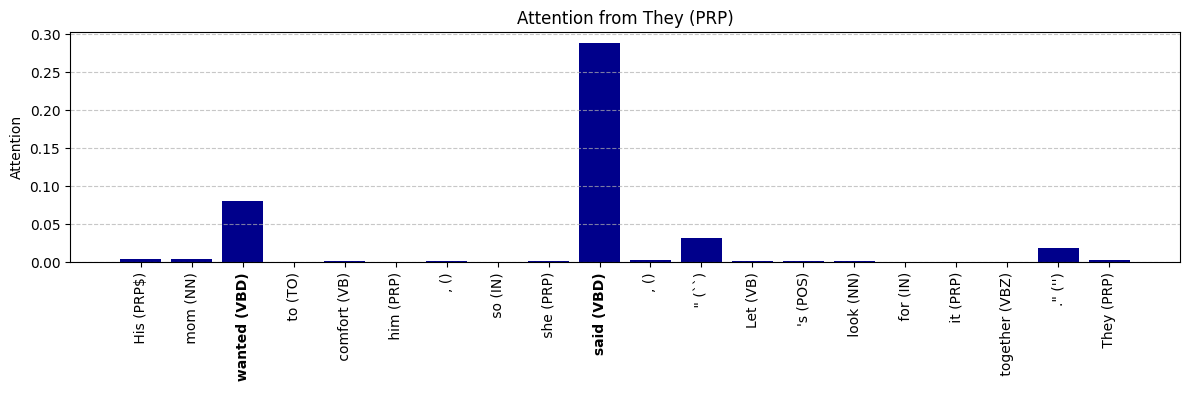 Attention from They (PRP)
Attention
0.30
0.25
0.20
0.15
0.10
0.05
0.00
His (PRP$)
mom (NN)
wanted (VBD)
to (TO)
comfort (VB)
him (PRP)
, ()
so (IN)
she (PRP)
said (VBD)
, ()
" (``)
Let (VB)
's (POS)
look (NN)
for (IN)
it (PRP)
together (VBZ)
." ('')
They (PRP)